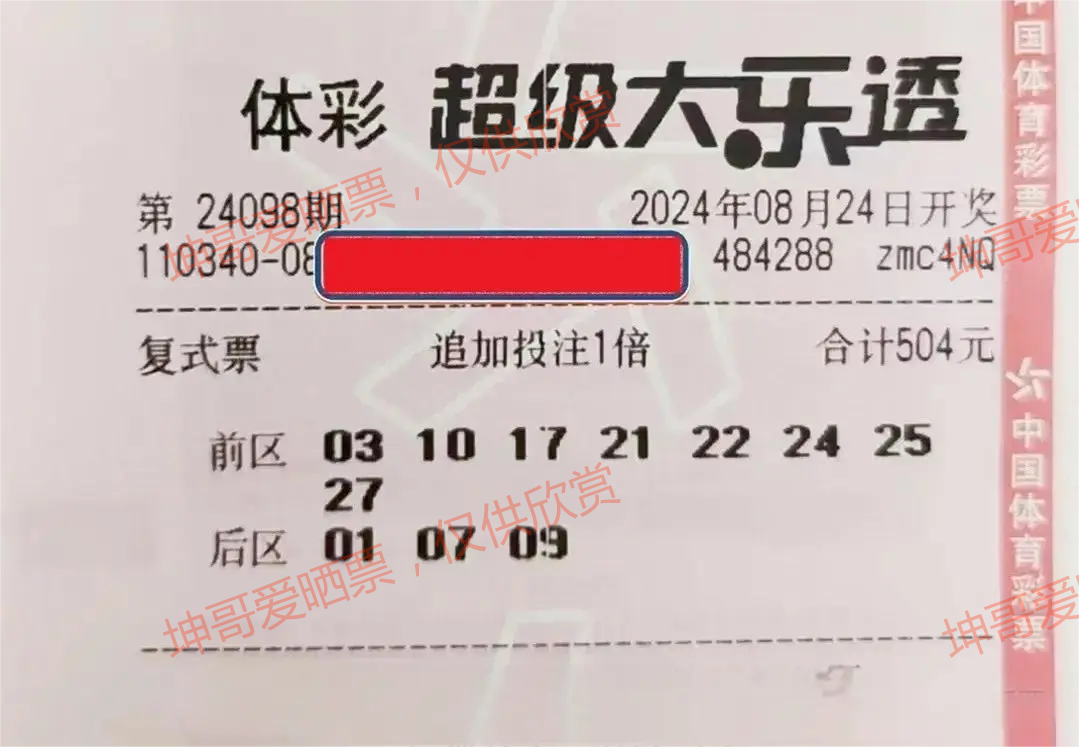 体彩 超级大乐透
第 24098期 2024年08月24日开奖
110340-08 484288 zmc4NQ
复式票 追加投注1倍 合计504元
前区 03 10 17 21 22 24 25
27
后区 01 07 09
坤哥爱晒票，仅供欣赏
坤哥爱晒票，仅供欣赏
坤哥爱
坤哥爱晒
中国体育彩票
中国体育彩票